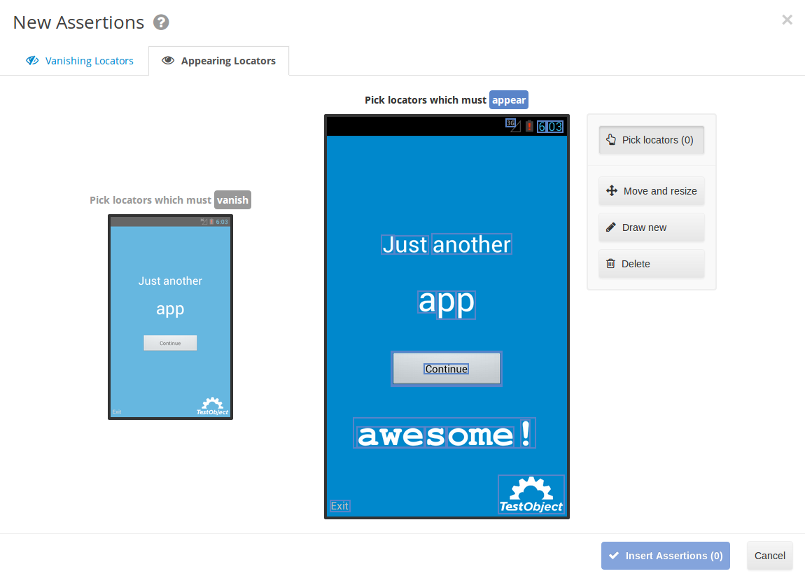 New Assertions ?
×
Vanishing Locators
Appearing Locators
Pick locators which must appear
3G 6:03
Just another
app
Continue
awesome!
Exit
TestObject
Pick locators which must vanish
6:03
Just another
app
Continue
Exit
TestObject
Pick locators (0)
Move and resize
Draw new
Delete
Insert Assertions (0)
Cancel